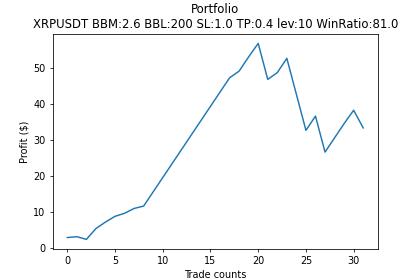 Portfolio
XRPUSDT BBM:2.6 BBL:200 SL:1.0 TP:0.4 lev:10 WinRatio:81.0
50
40
30
20
10
0
Profit ($)
0 5 10 15 20 25 30
Trade counts